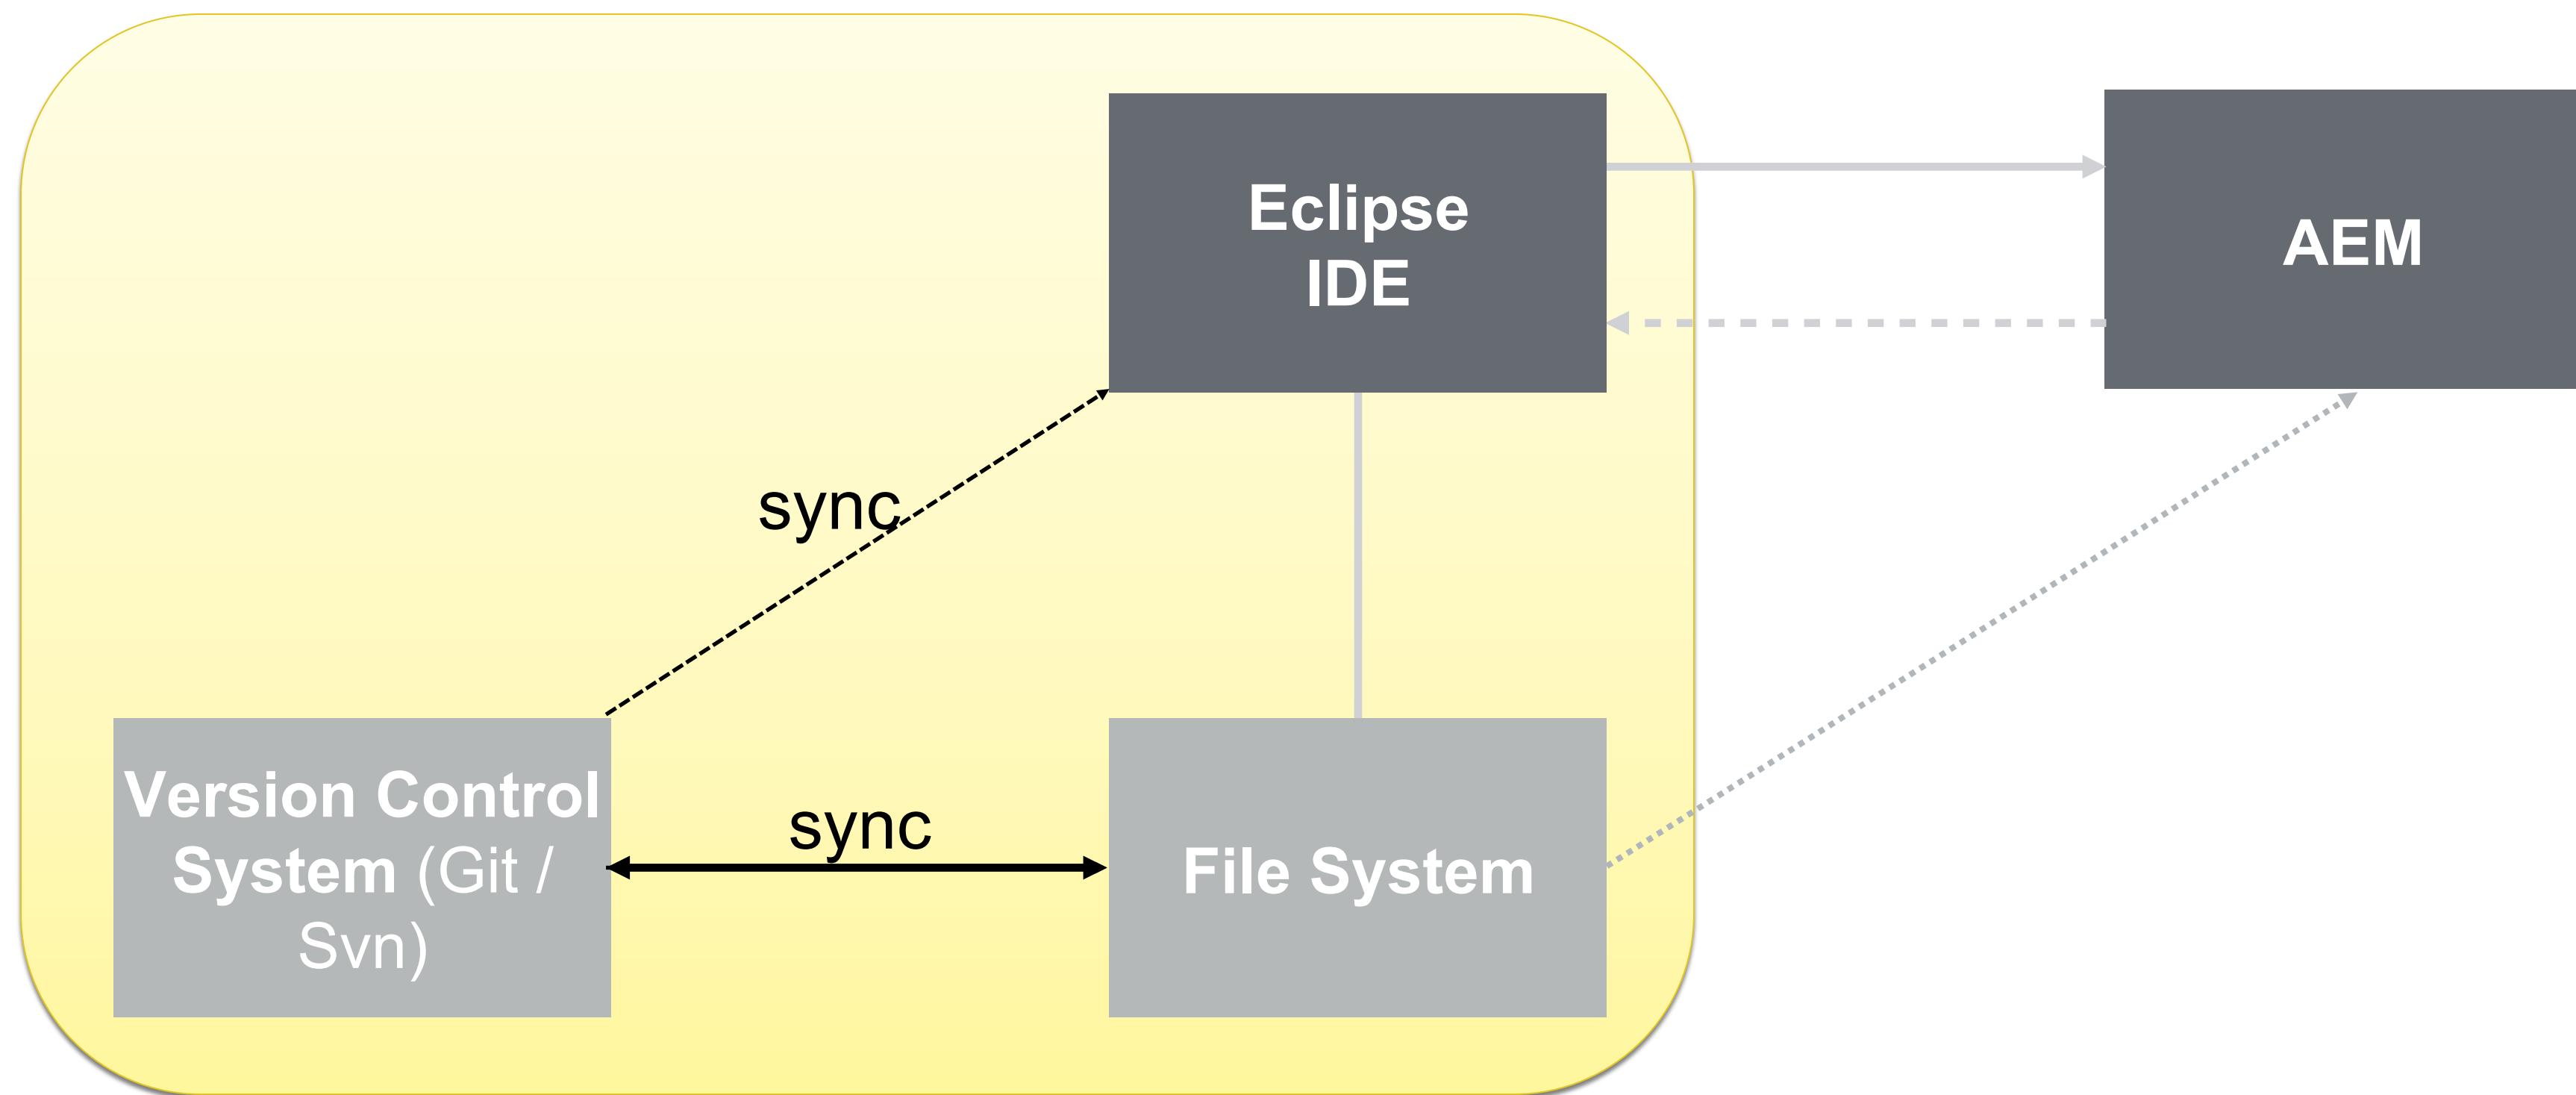 Eclipse
IDE
AEM
sync
Version Control
System (Git /
Svn)
sync
File System